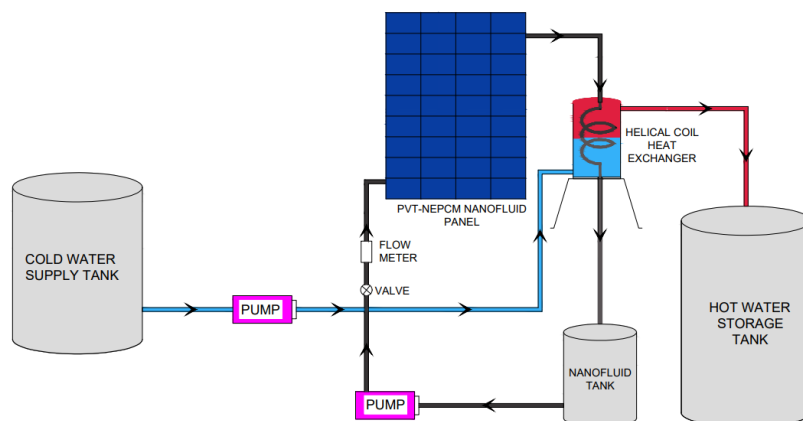 HELICAL COIL
HEAT
EXCHANGER
PVT-NEPCM NANOFLUID
PANEL
COLD WATER
SUPPLY TANK
FLOW
METER
VALVE
PUMP
HOT WATER
STORAGE
TANK
NANOFLUID
TANK
PUMP